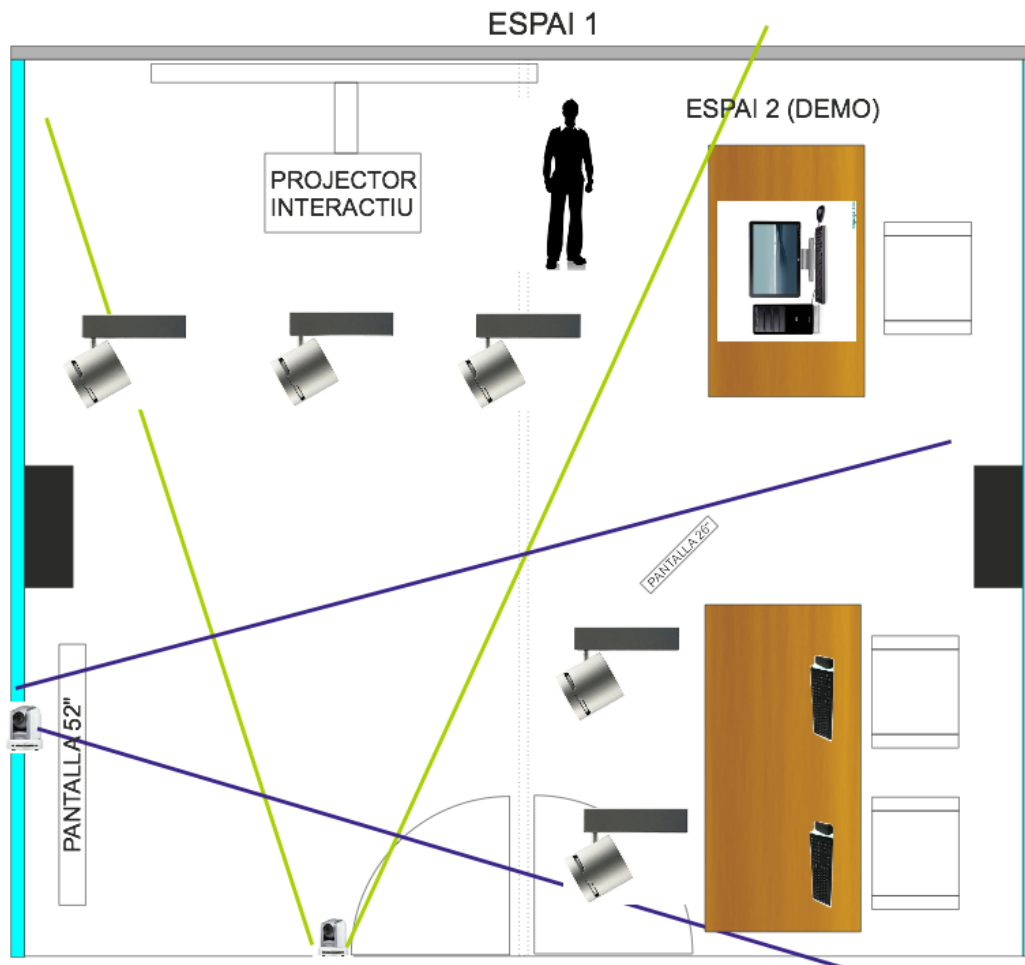 ESPAI 1
ESPAI 2 (DEMO)
PROJECTOR
INTERACTIU
PANTALLA 26"
PANTALLA 52"